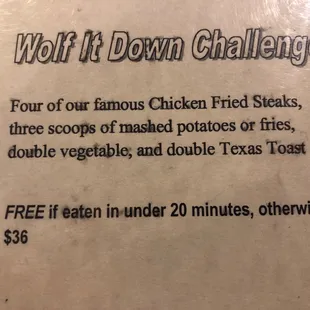 Wolf It Down Challeng
Four of our famous Chicken Fried Steaks,
three scoops of mashed potatoes or fries,
double vegetable, and double Texas Toast
FREE if eaten in under 20 minutes, otherwi
$36